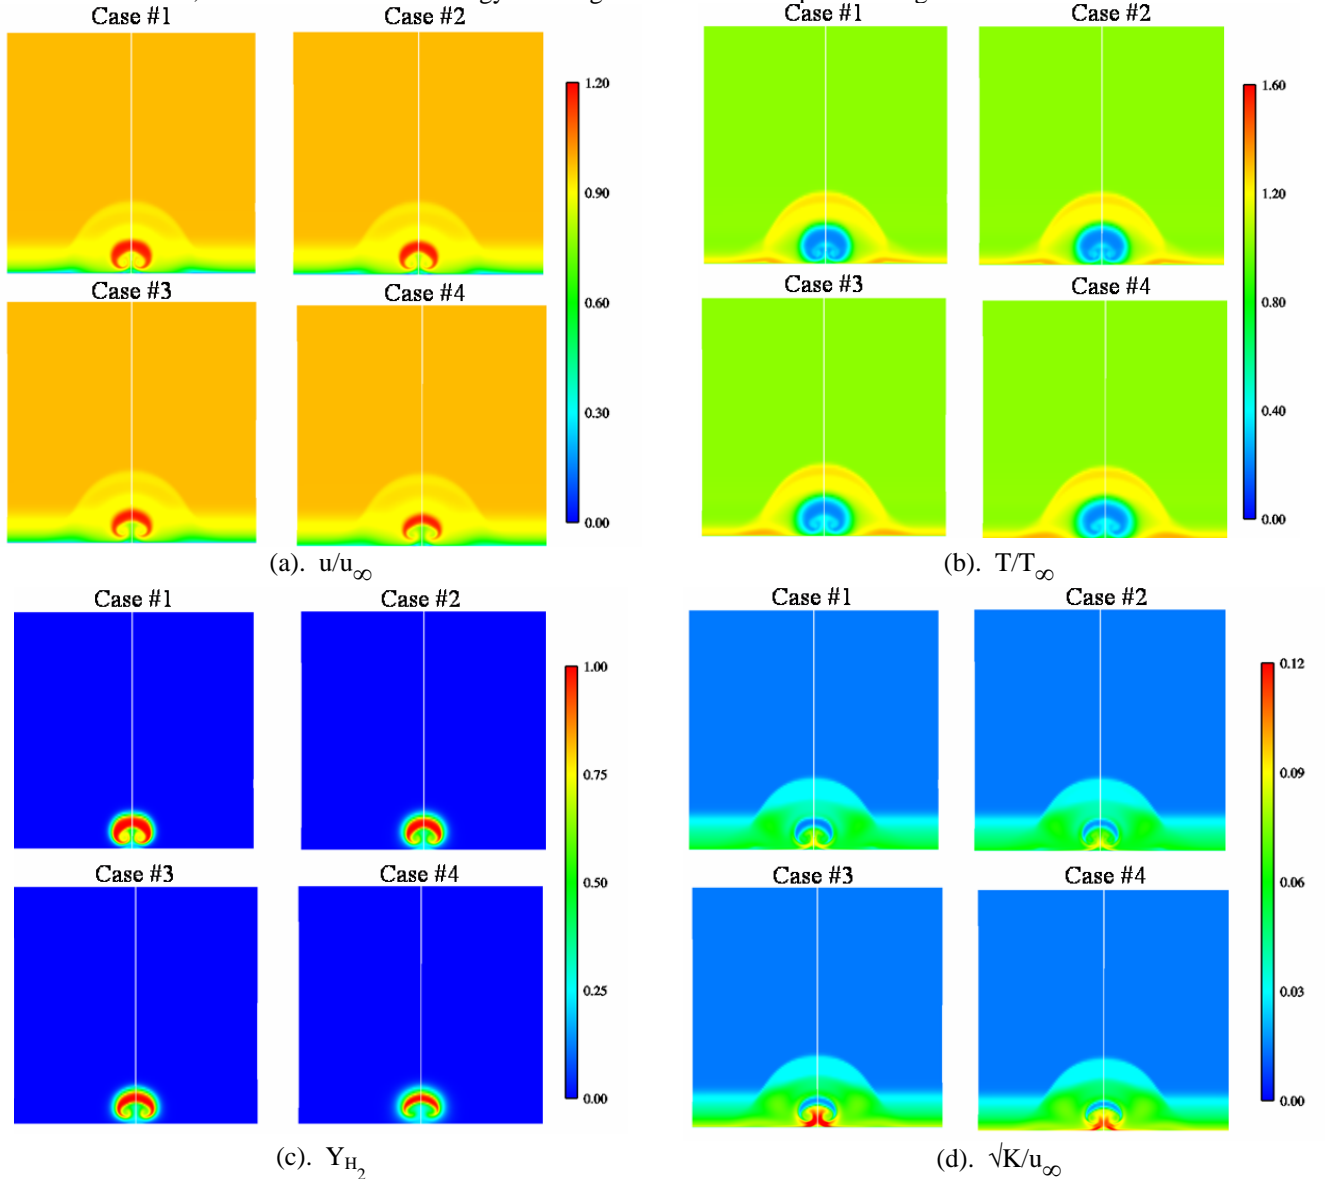 Case #1 Case #2
1.20
0.90
0.60
0.30
0.00
Case #3 Case #4
(a). u/u∞
Case #1 Case #2
1.60
1.20
0.80
0.40
0.00
Case #3 Case #4
(b). T/T∞
Case #1 Case #2
1.00
0.75
0.50
0.25
0.00
Case #3 Case #4
(c). Y_H₂
Case #1 Case #2
0.12
0.09
0.06
0.03
0.00
Case #3 Case #4
(d). √K/u∞